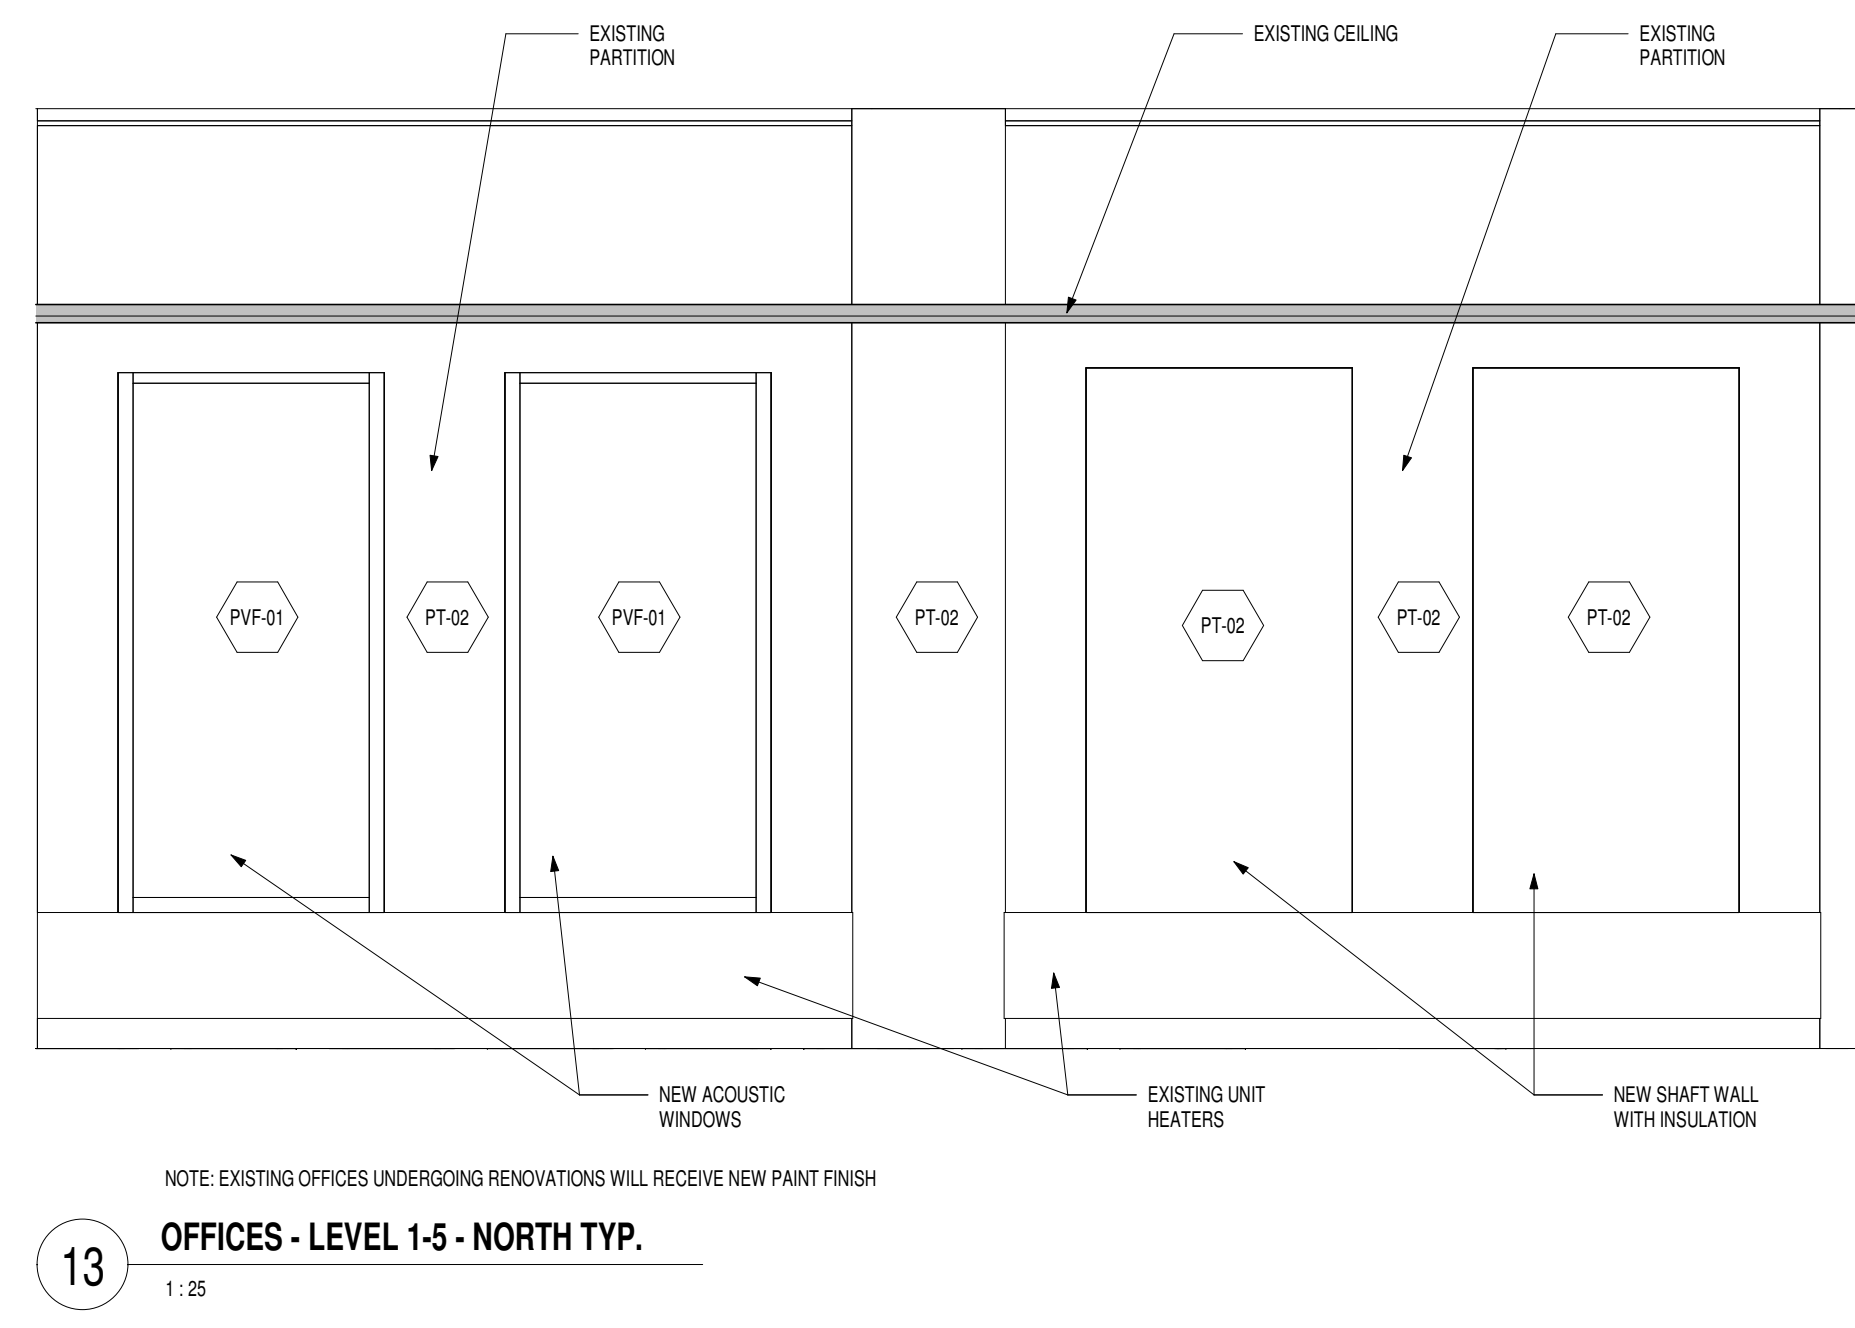 EXISTING
PARTITION
EXISTING CEILING
EXISTING
PARTITION
PVF-01
PT-02
PVF-01
PT-02
PT-02
PT-02
PT-02
NEW ACOUSTIC
WINDOWS
EXISTING UNIT
HEATERS
NEW SHAFT WALL
WITH INSULATION
NOTE: EXISTING OFFICES UNDERGOING RENOVATIONS WILL RECEIVE NEW PAINT FINISH
13
OFFICES - LEVEL 1-5 - NORTH TYP.
1 : 25